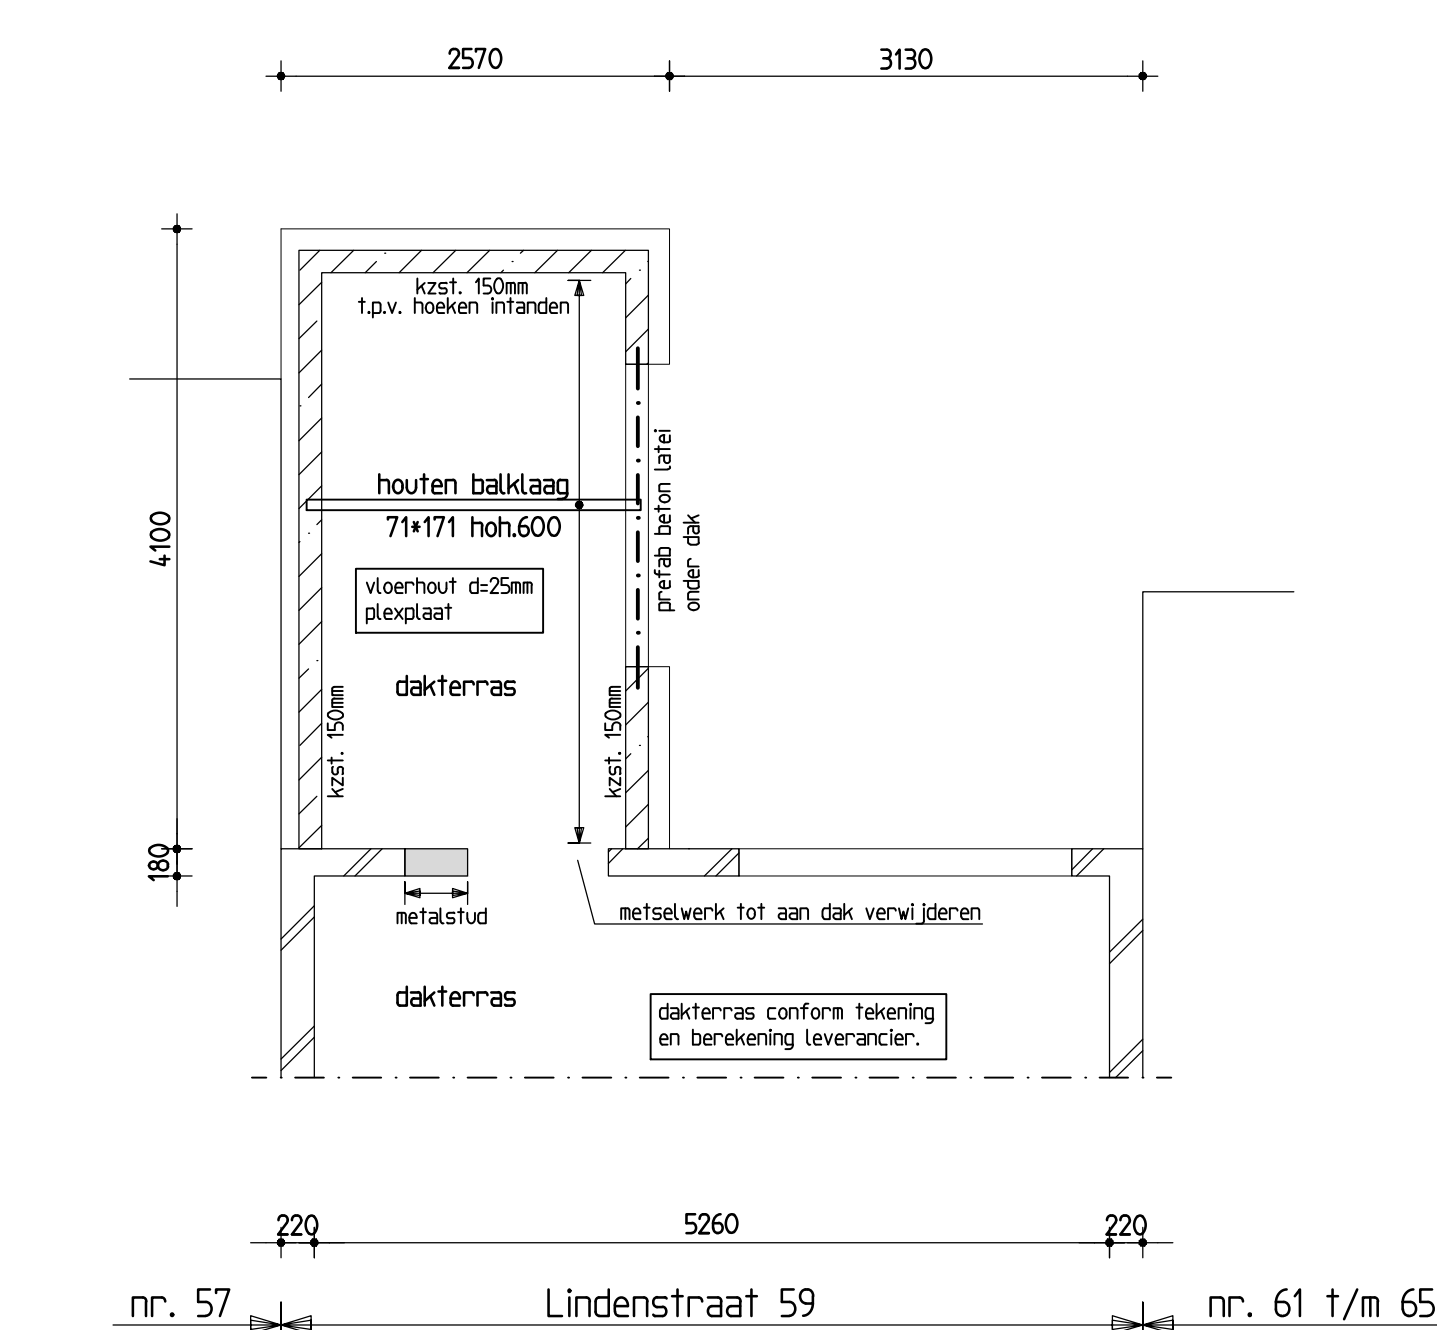 2570
3130
kzst. 150mm
t.p.v. hoeken intanden
houten balklaag
71*171 hoh.600
prefab beton latei
onder dak
4100
vloerhout d=25mm
plexplaat
dakterras
kzst. 150mm
kzst. 150mm
180
metalstud
metselwerk tot aan dak verwijderen
dakterras
dakterras conform tekening
en berekening leverancier.
220
5260
220
nr. 57
Lindenstraat 59
nr. 61 t/m 65